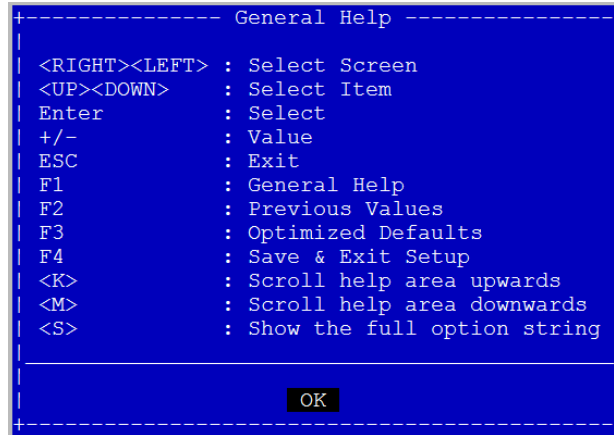 General Help
<RIGHT><LEFT> : Select Screen
<UP><DOWN> : Select Item
Enter : Select
+/- : Value
ESC : Exit
F1 : General Help
F2 : Previous Values
F3 : Optimized Defaults
F4 : Save & Exit Setup
<K> : Scroll help area upwards
<M> : Scroll help area downwards
<S> : Show the full option string
OK